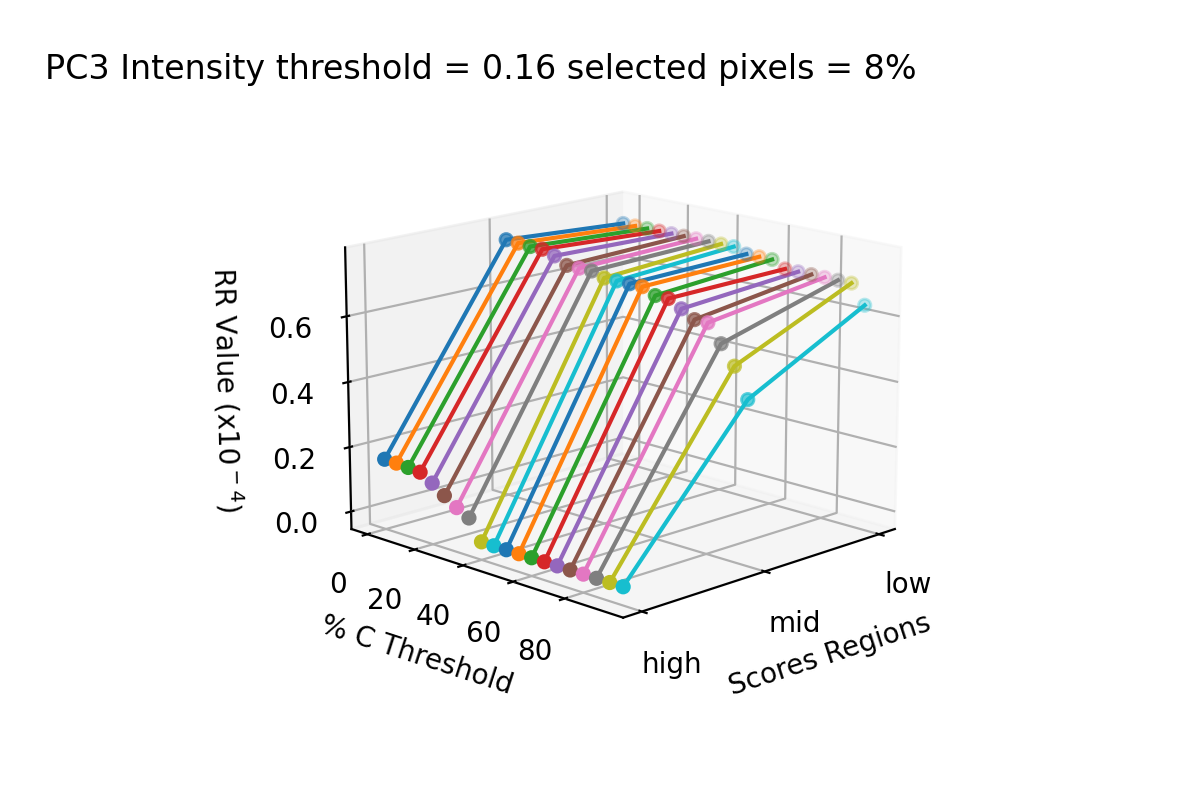 PC3 Intensity threshold = 0.16 selected pixels = 8%
RR Value (x10⁻⁴)
0.6
0.4
0.2
0.0
0
20
40
60
80
% C Threshold
high
mid
low
Scores Regions